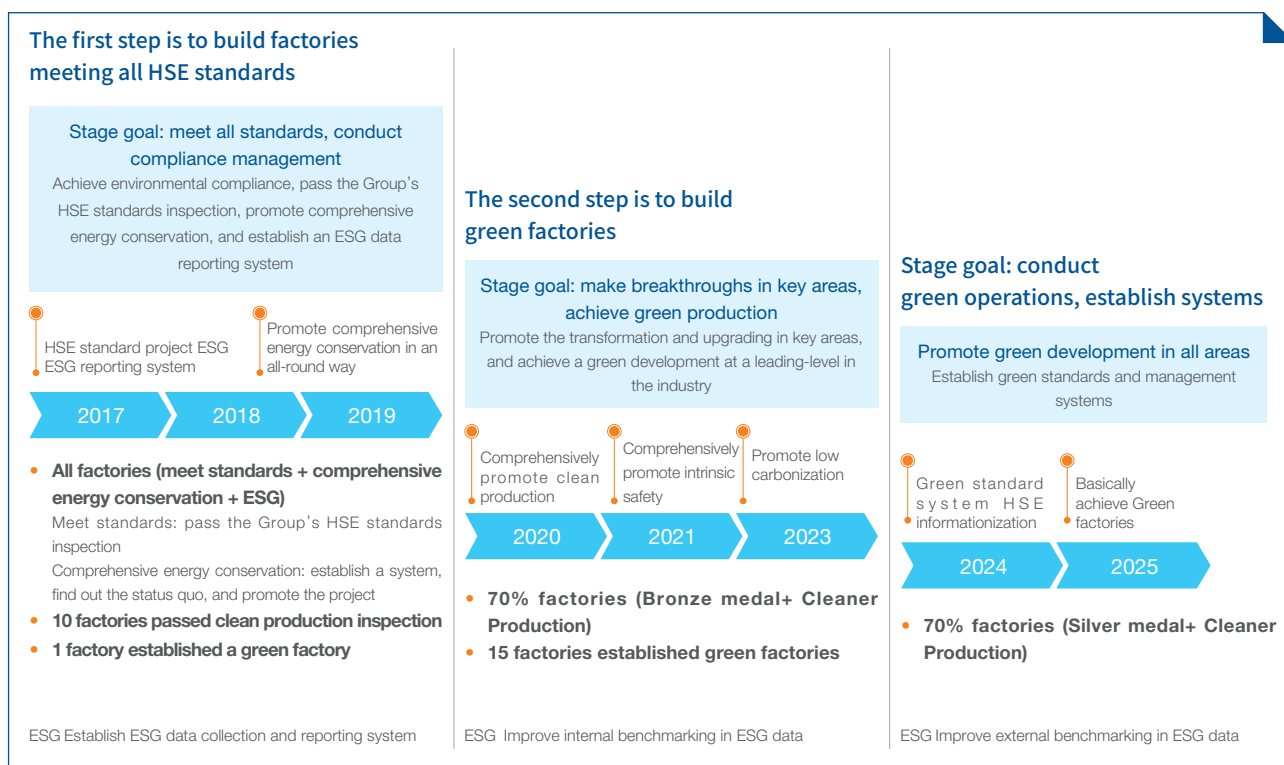 The first step is to build factories
meeting all HSE standards
Stage goal: meet all standards, conduct
compliance management
Achieve environmental compliance, pass the Group's
HSE standards inspection, promote comprehensive
energy conservation, and establish an ESG data
reporting system
HSE standard project ESG
ESG reporting system
Promote comprehensive
energy conservation in an
all-round way
2017
2018
2019
• All factories (meet standards + comprehensive
energy conservation + ESG)
Meet standards: pass the Group's HSE standards
inspection
Comprehensive energy conservation: establish a system,
find out the status quo, and promote the project
• 10 factories passed clean production inspection
• 1 factory established a green factory
ESG Establish ESG data collection and reporting system
The second step is to build
green factories
Stage goal: make breakthroughs in key areas,
achieve green production
Promote the transformation and upgrading in key areas,
and achieve a green development at a leading-level in
the industry
Comprehensively
promote clean
production
Comprehensively
promote intrinsic
safety
Promote low
carbonization
2020
2021
2023
• 70% factories (Bronze medal+ Cleaner
Production)
• 15 factories established green factories
ESG Improve internal benchmarking in ESG data
Stage goal: conduct
green operations, establish systems
Promote green development in all areas
Establish green standards and management
systems
Green standard
system HSE
informationization
Basically
achieve Green
factories
2024
2025
• 70% factories (Silver medal+ Cleaner
Production)
ESG Improve external benchmarking in ESG data